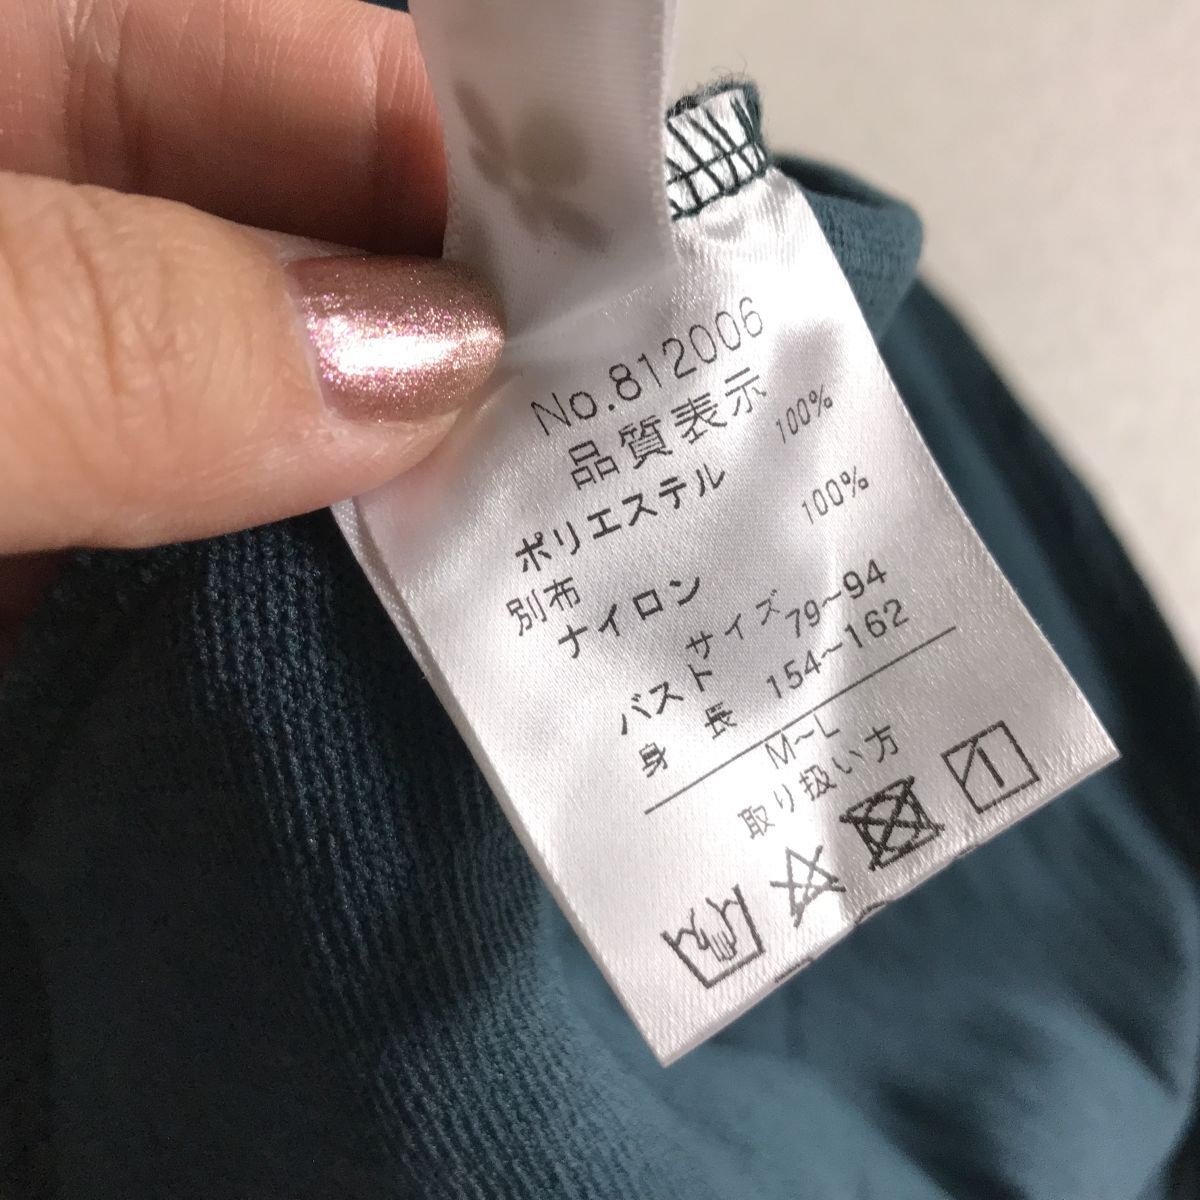 No.812006
品質表示
ポリエステル 100%
別布
ナイロン 100%
サイズ
バスト 79~94
身長 154~162
M~L
取り扱い方